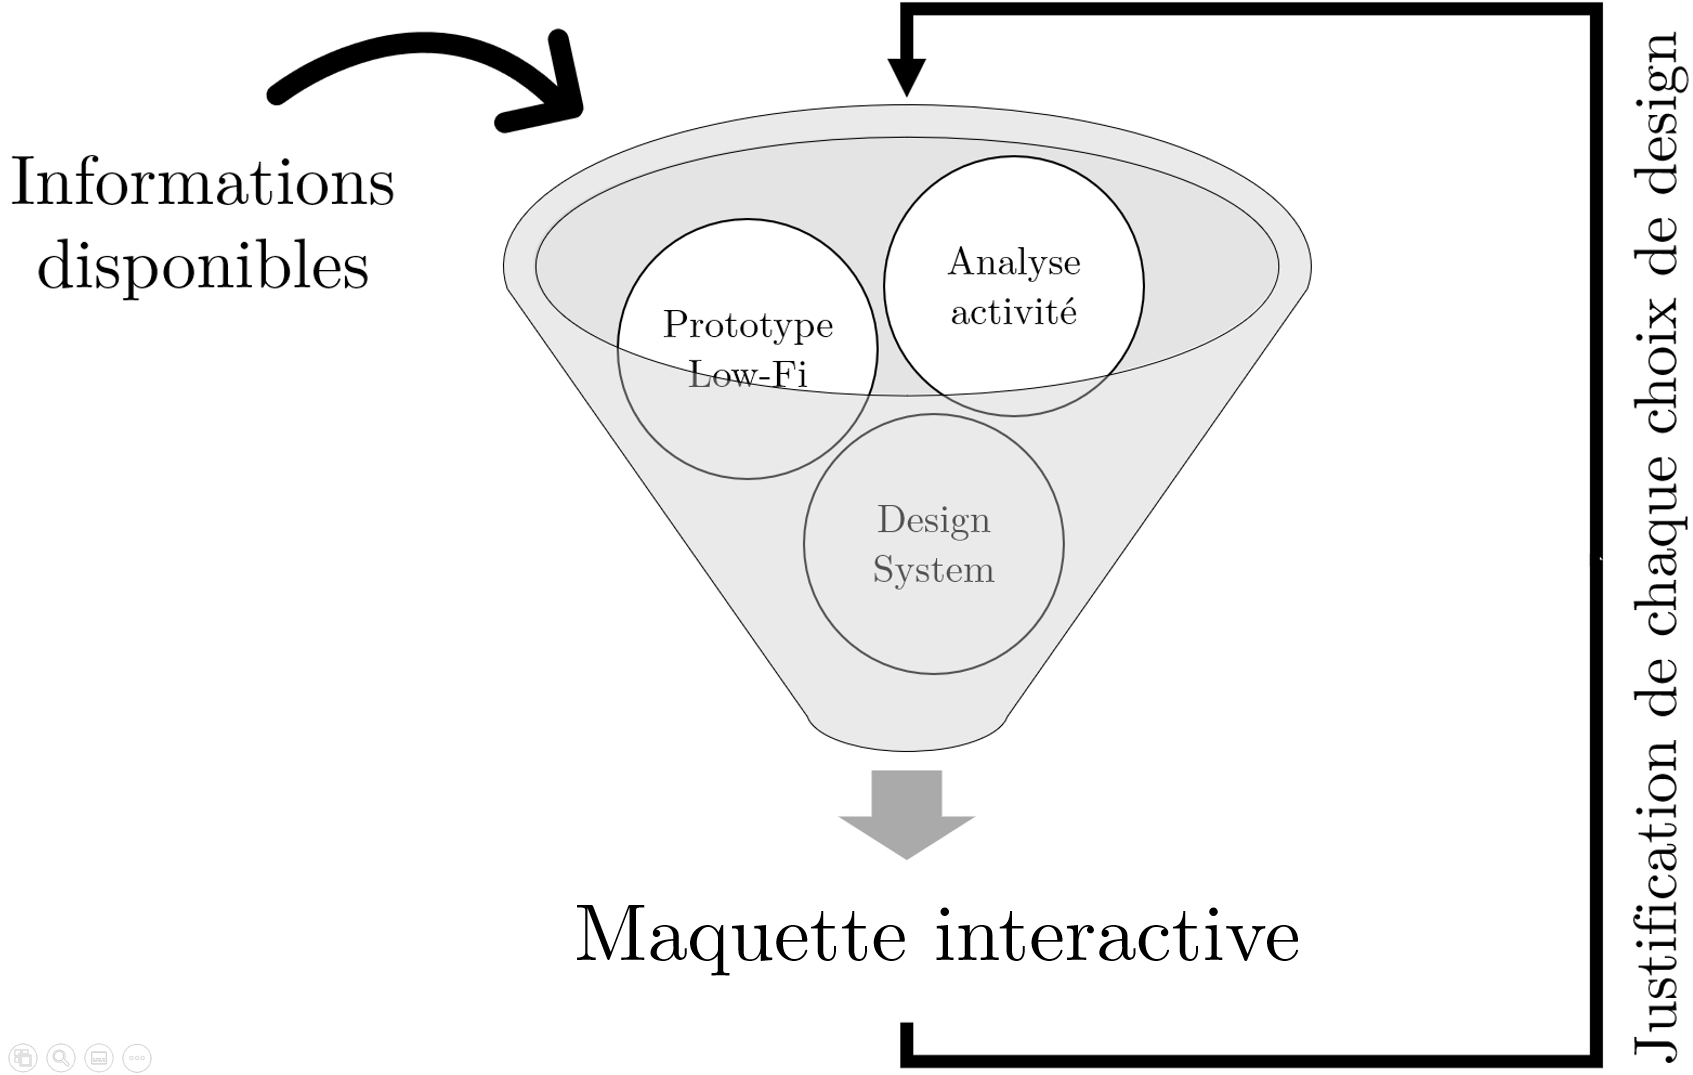 Informations
disponibles
Prototype
Low-Fi
Analyse
activité
Design
System
Maquette interactive
Justification de chaque choix de design